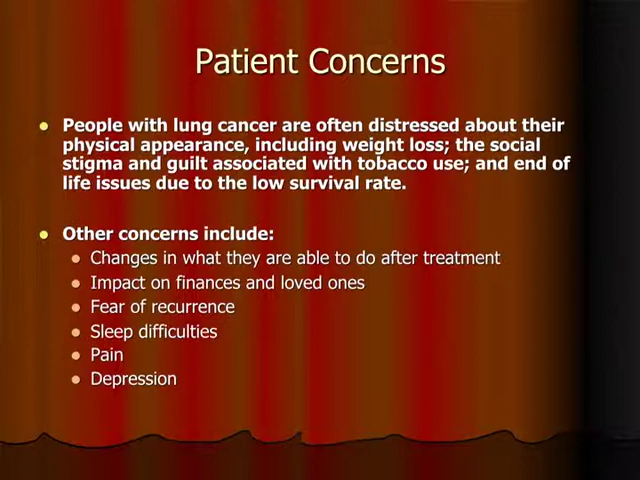 Patient Concerns
People with lung cancer are often distressed about their
physical appearance, including weight loss; the social
stigma and guilt associated with tobacco use; and end of
life issues due to the low survival rate.
Other concerns include:
Changes in what they are able to do after treatment
Impact on finances and loved ones
Fear of recurrence
Sleep difficulties
Pain
Depression